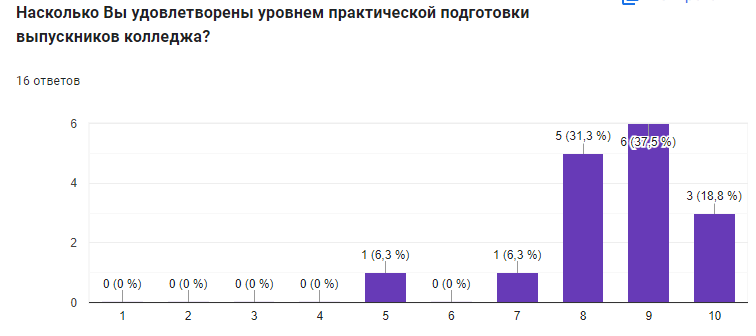 Насколько Вы удовлетворены уровнем практической подготовки
выпускников колледжа?
16 ответов
6
4
2
0
0 (0 %)
0 (0 %)
0 (0 %)
0 (0 %)
1 (6,3 %)
0 (0 %)
1 (6,3 %)
5 (31,3 %)
6 (37,5 %)
3 (18,8 %)
1 2 3 4 5 6 7 8 9 10